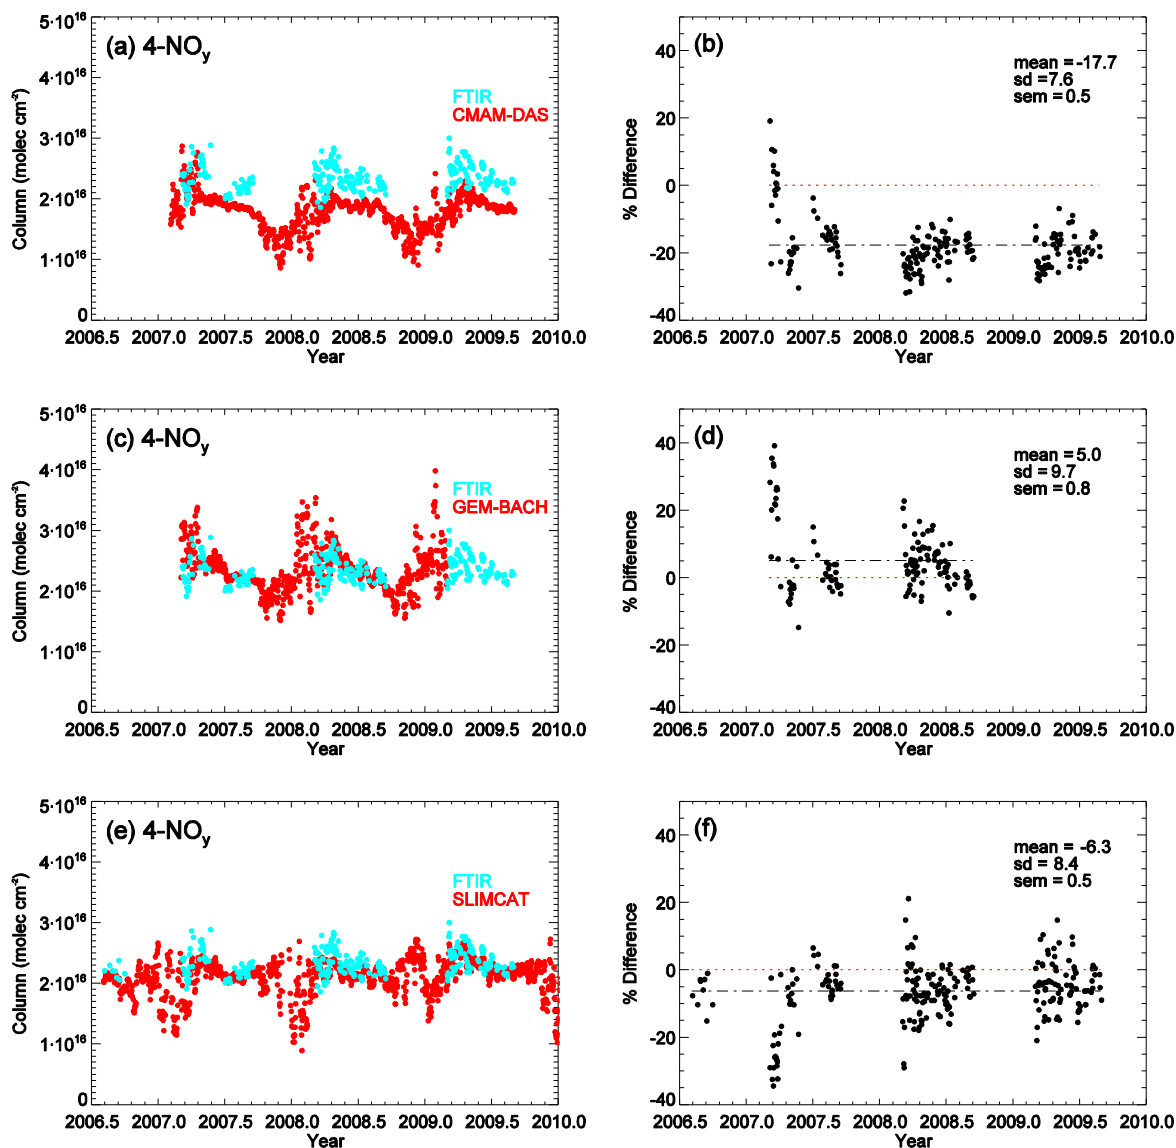 (a) 4-NOy
FTIR
CMAM-DAS
Column (molec cm⁻²)
5·10¹⁶
4·10¹⁶
3·10¹⁶
2·10¹⁶
1·10¹⁶
0
2006.5 2007.0 2007.5 2008.0 2008.5 2009.0 2009.5 2010.0
Year
(b)
mean = -17.7
sd =7.6
sem = 0.5
% Difference
40
20
0
-20
-40
2006.5 2007.0 2007.5 2008.0 2008.5 2009.0 2009.5 2010.0
Year
(c) 4-NOy
FTIR
GEM-BACH
Column (molec cm⁻²)
5·10¹⁶
4·10¹⁶
3·10¹⁶
2·10¹⁶
1·10¹⁶
0
2006.5 2007.0 2007.5 2008.0 2008.5 2009.0 2009.5 2010.0
Year
(d)
mean = 5.0
sd = 9.7
sem = 0.8
% Difference
40
20
0
-20
-40
2006.5 2007.0 2007.5 2008.0 2008.5 2009.0 2009.5 2010.0
Year
(e) 4-NOy
FTIR
SLIMCAT
Column (molec cm⁻²)
5·10¹⁶
4·10¹⁶
3·10¹⁶
2·10¹⁶
1·10¹⁶
0
2006.5 2007.0 2007.5 2008.0 2008.5 2009.0 2009.5 2010.0
Year
(f)
mean = -6.3
sd = 8.4
sem = 0.5
% Difference
40
20
0
-20
-40
2006.5 2007.0 2007.5 2008.0 2008.5 2009.0 2009.5 2010.0
Year